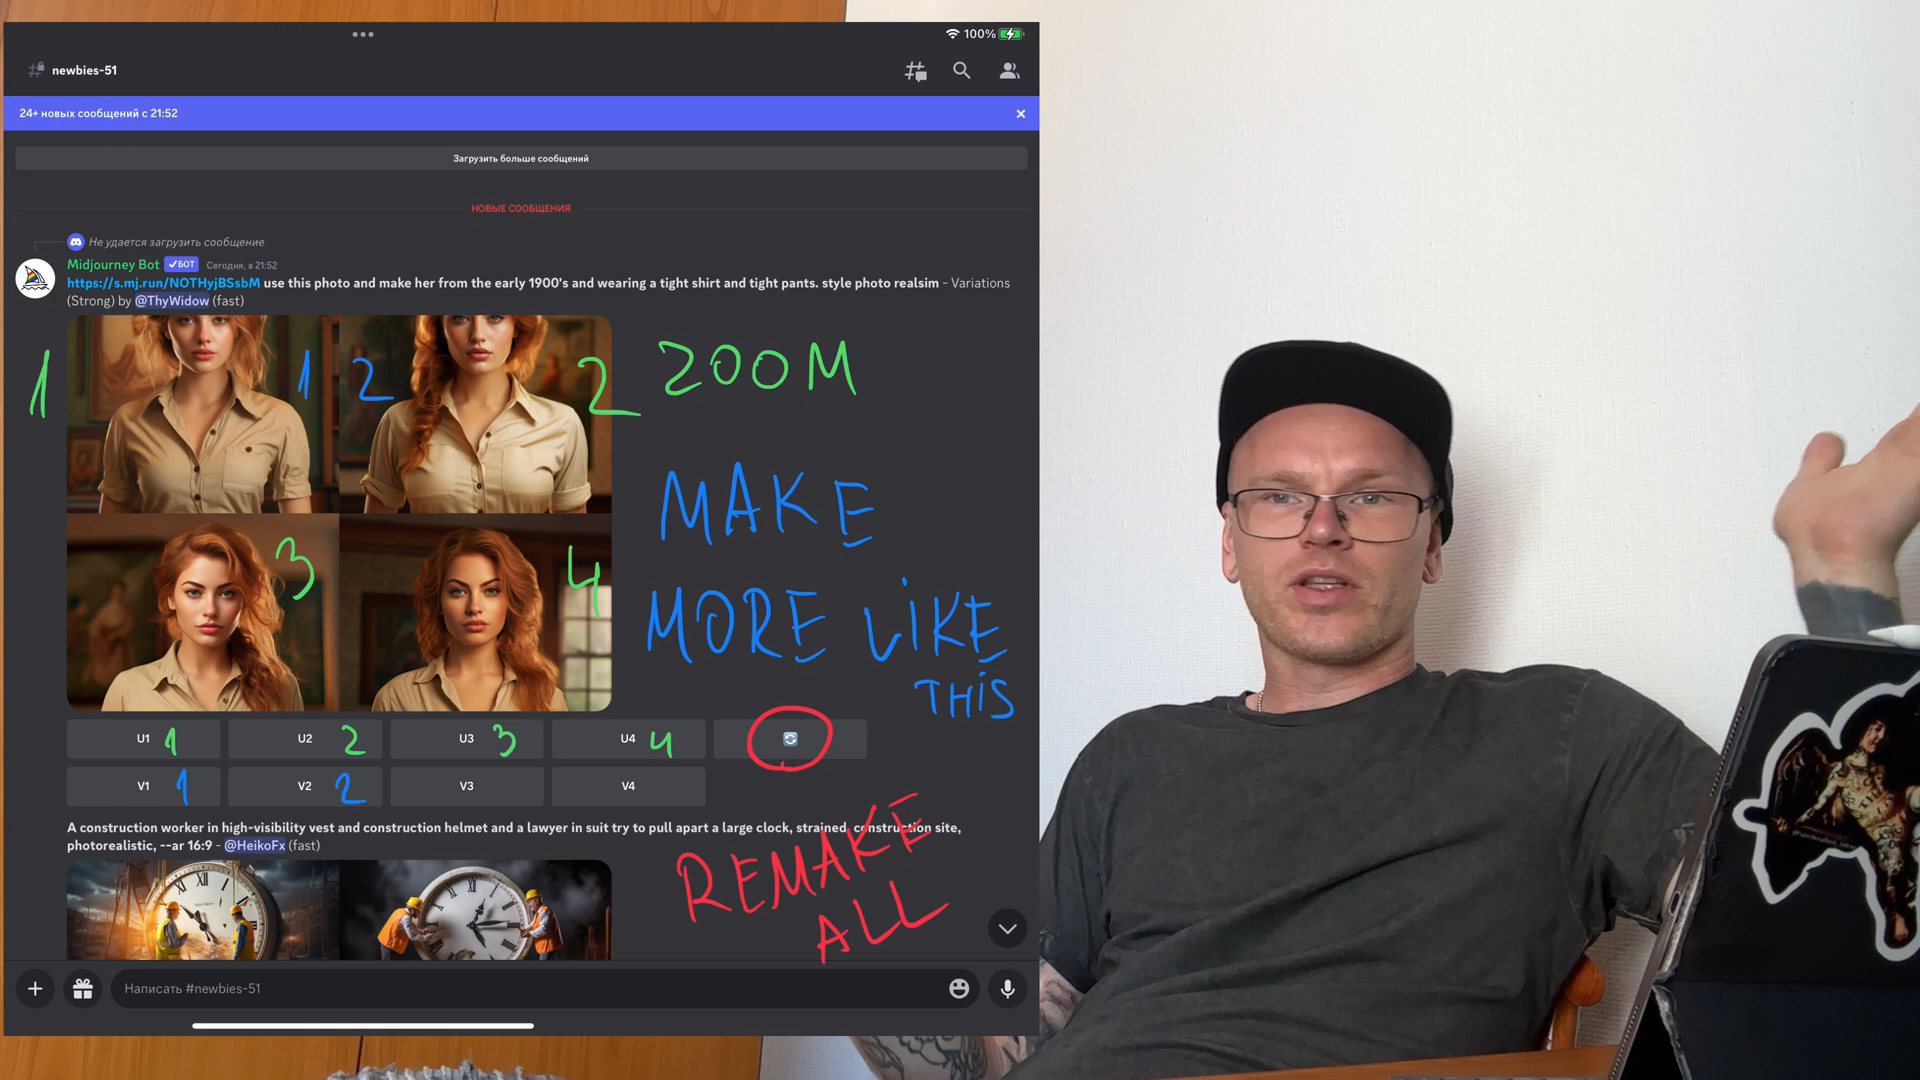 100%
newbies-51
24+ новых сообщений с 21:52
Загрузить больше сообщений
НОВЫЕ СООБЩЕНИЯ
Не удается загрузить сообщение
Midjourney Bot ✓БОТ Сегодня, в 21:52
https://s.mj.run/NOTHyjBSsbM use this photo and make her from the early 1900's and wearing a tight shirt and tight pants. style photo realsim - Variations
(Strong) by @ThyWidow (fast)
1 1 2 2 ZOOM
MAKE
3 4
MORE LIKE
THIS
U1 1 U2 2 U3 3 U4 4
V1 1 V2 2 V3 V4
A construction worker in high-visibility vest and construction helmet and a lawyer in suit try to pull apart a large clock, strained, construction site,
photorealistic, --ar 16:9 - @HeikoFx (fast)
REMAKE
ALL
Написать #newbies-51